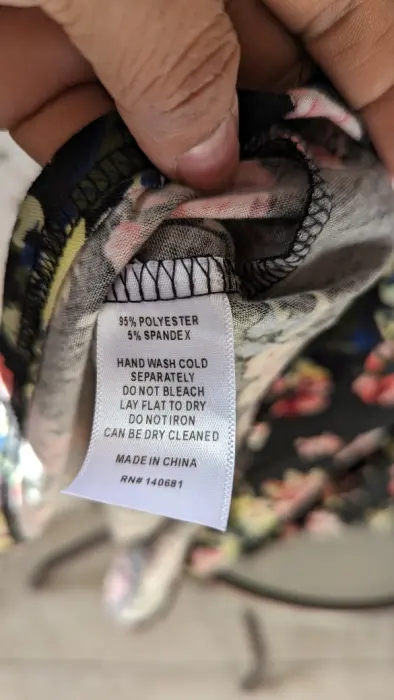 95% POLYESTER
5% SPANDEX
HAND WASH COLD
SEPARATELY
DO NOT BLEACH
LAY FLAT TO DRY
DO NOT IRON
CAN BE DRY CLEANED
MADE IN CHINA
RN# 140681